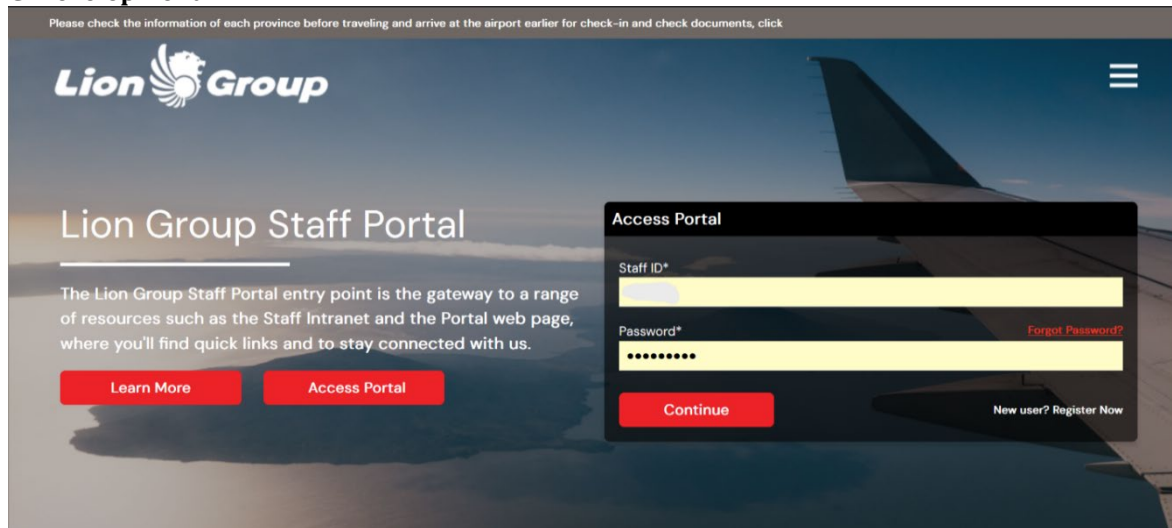 Please check the information of each province before traveling and arrive at the airport earlier for check-in and check documents, click
Lion Group
Lion Group Staff Portal
The Lion Group Staff Portal entry point is the gateway to a range
of resources such as the Staff Intranet and the Portal web page,
where you'll find quick links and to stay connected with us.
Learn More
Access Portal
Access Portal
Staff ID*
Password*
Forgot Password?
•••••••••
Continue
New user? Register Now